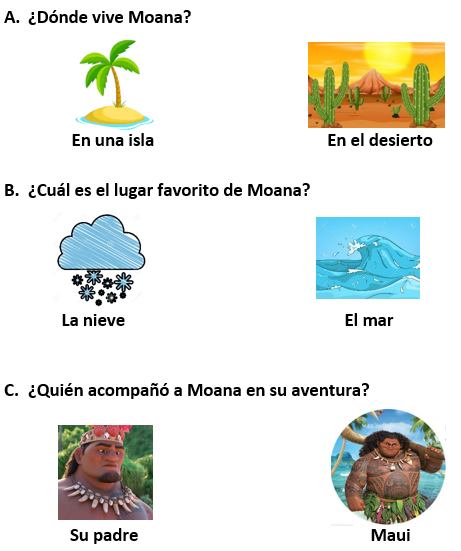 A. ¿Dónde vive Moana?
En una isla
En el desierto
B. ¿Cuál es el lugar favorito de Moana?
La nieve
El mar
C. ¿Quién acompañó a Moana en su aventura?
Su padre
Maui